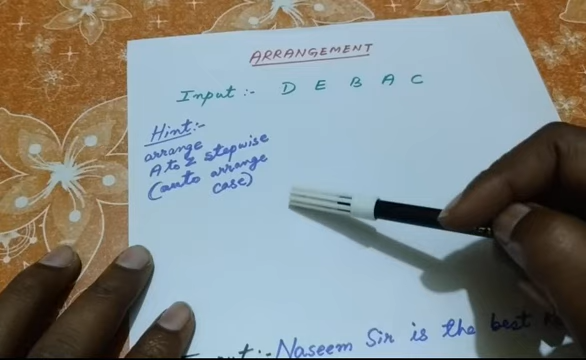 ARRANGEMENT
Input :- D E B A C
Hint :-
arrange
A to Z stepwise
(auto arrange
case)
Naseem Sir is the best